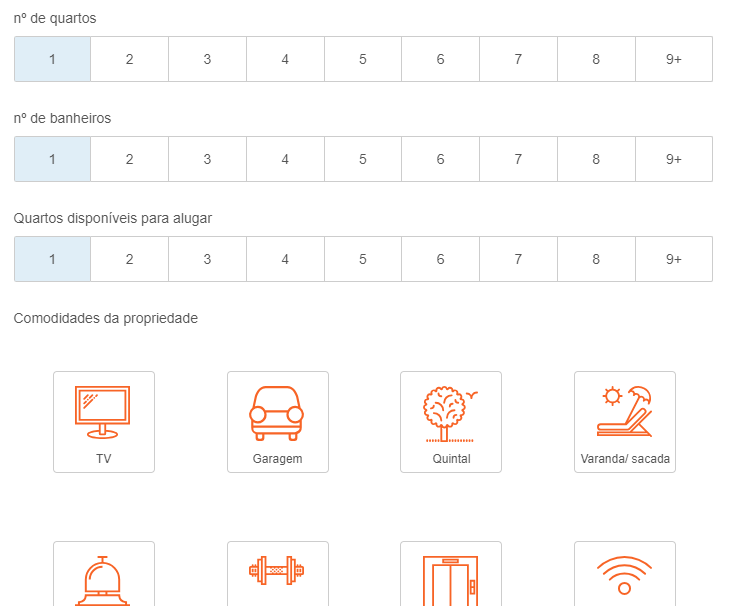 nº de quartos
1 2 3 4 5 6 7 8 9+
nº de banheiros
1 2 3 4 5 6 7 8 9+
Quartos disponíveis para alugar
1 2 3 4 5 6 7 8 9+
Comodidades da propriedade
TV Garagem Quintal Varanda/ sacada